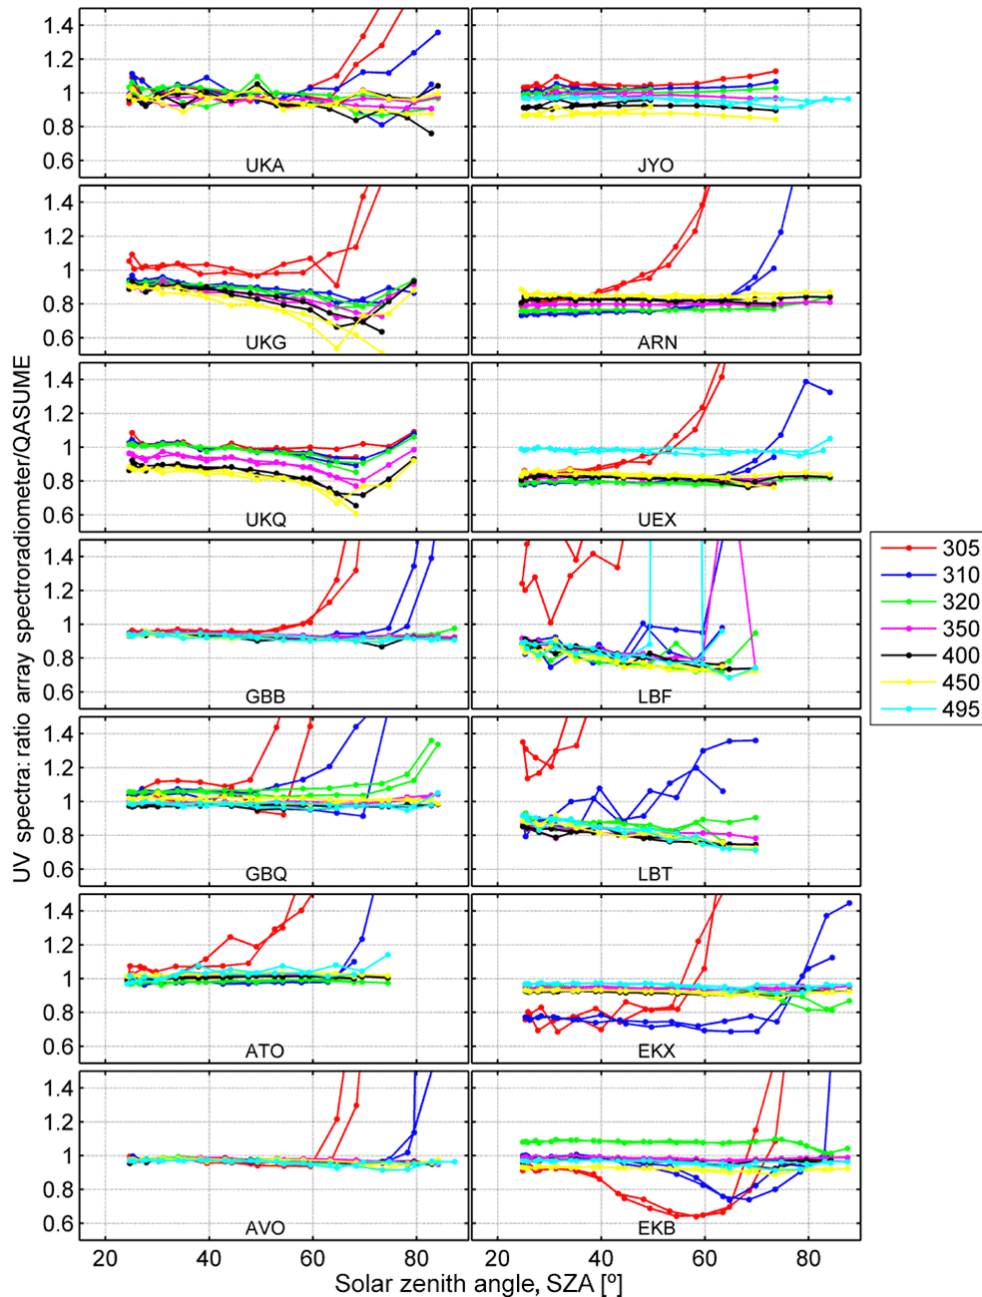 1.4
1.2
1
0.8
0.6
UKA
JYO
1.4
1.2
1
0.8
0.6
UKG
ARN
1.4
1.2
1
0.8
0.6
UKQ
UEX
1.4
1.2
1
0.8
0.6
GBB
LBF
1.4
1.2
1
0.8
0.6
GBQ
LBT
1.4
1.2
1
0.8
0.6
ATO
EKX
1.4
1.2
1
0.8
0.6
AVO
EKB
UV spectra: ratio array spectroradiometer/QASUME
305
310
320
350
400
450
495
20 40 60 80 20 40 60 80
Solar zenith angle, SZA [º]